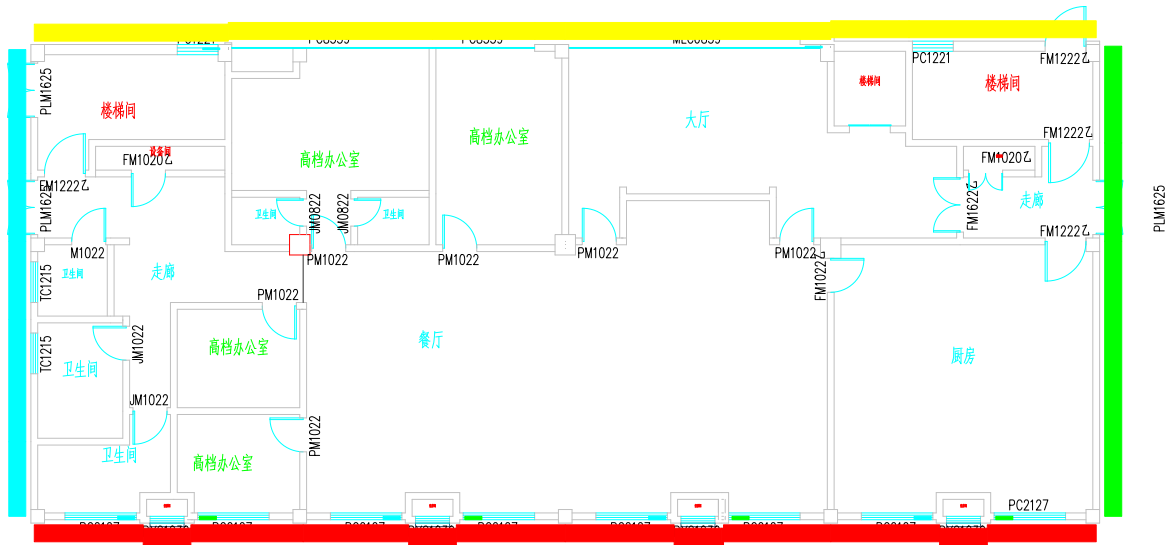 PC1221
楼梯间
楼梯间
楼梯间
PLM1625
大厅
高档办公室
高档办公室
设备间
FM1020乙
FM1222乙
FM1222乙
FM1020乙
FM1222乙
PLM1625
卫生间
JM0822
JM0822
卫生间
FM1622乙
走廊
PLM1625
FM1222乙
M1022
PM1022
PM1022
PM1022
PM1022
FM1022乙
卫生间
走廊
TC1215
PM1022
TC1215
JM1022
高档办公室
餐厅
厨房
卫生间
JM1022
PM1022
卫生间
高档办公室
PC2127